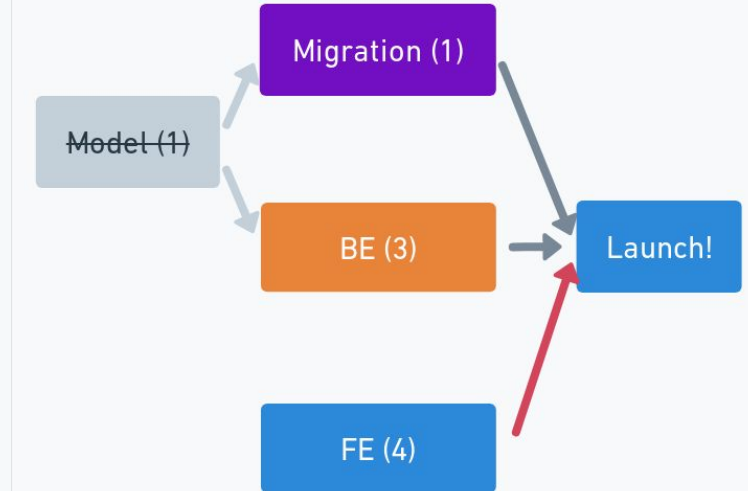 Migration (1)
Model (1)
BE (3)
Launch!
FE (4)